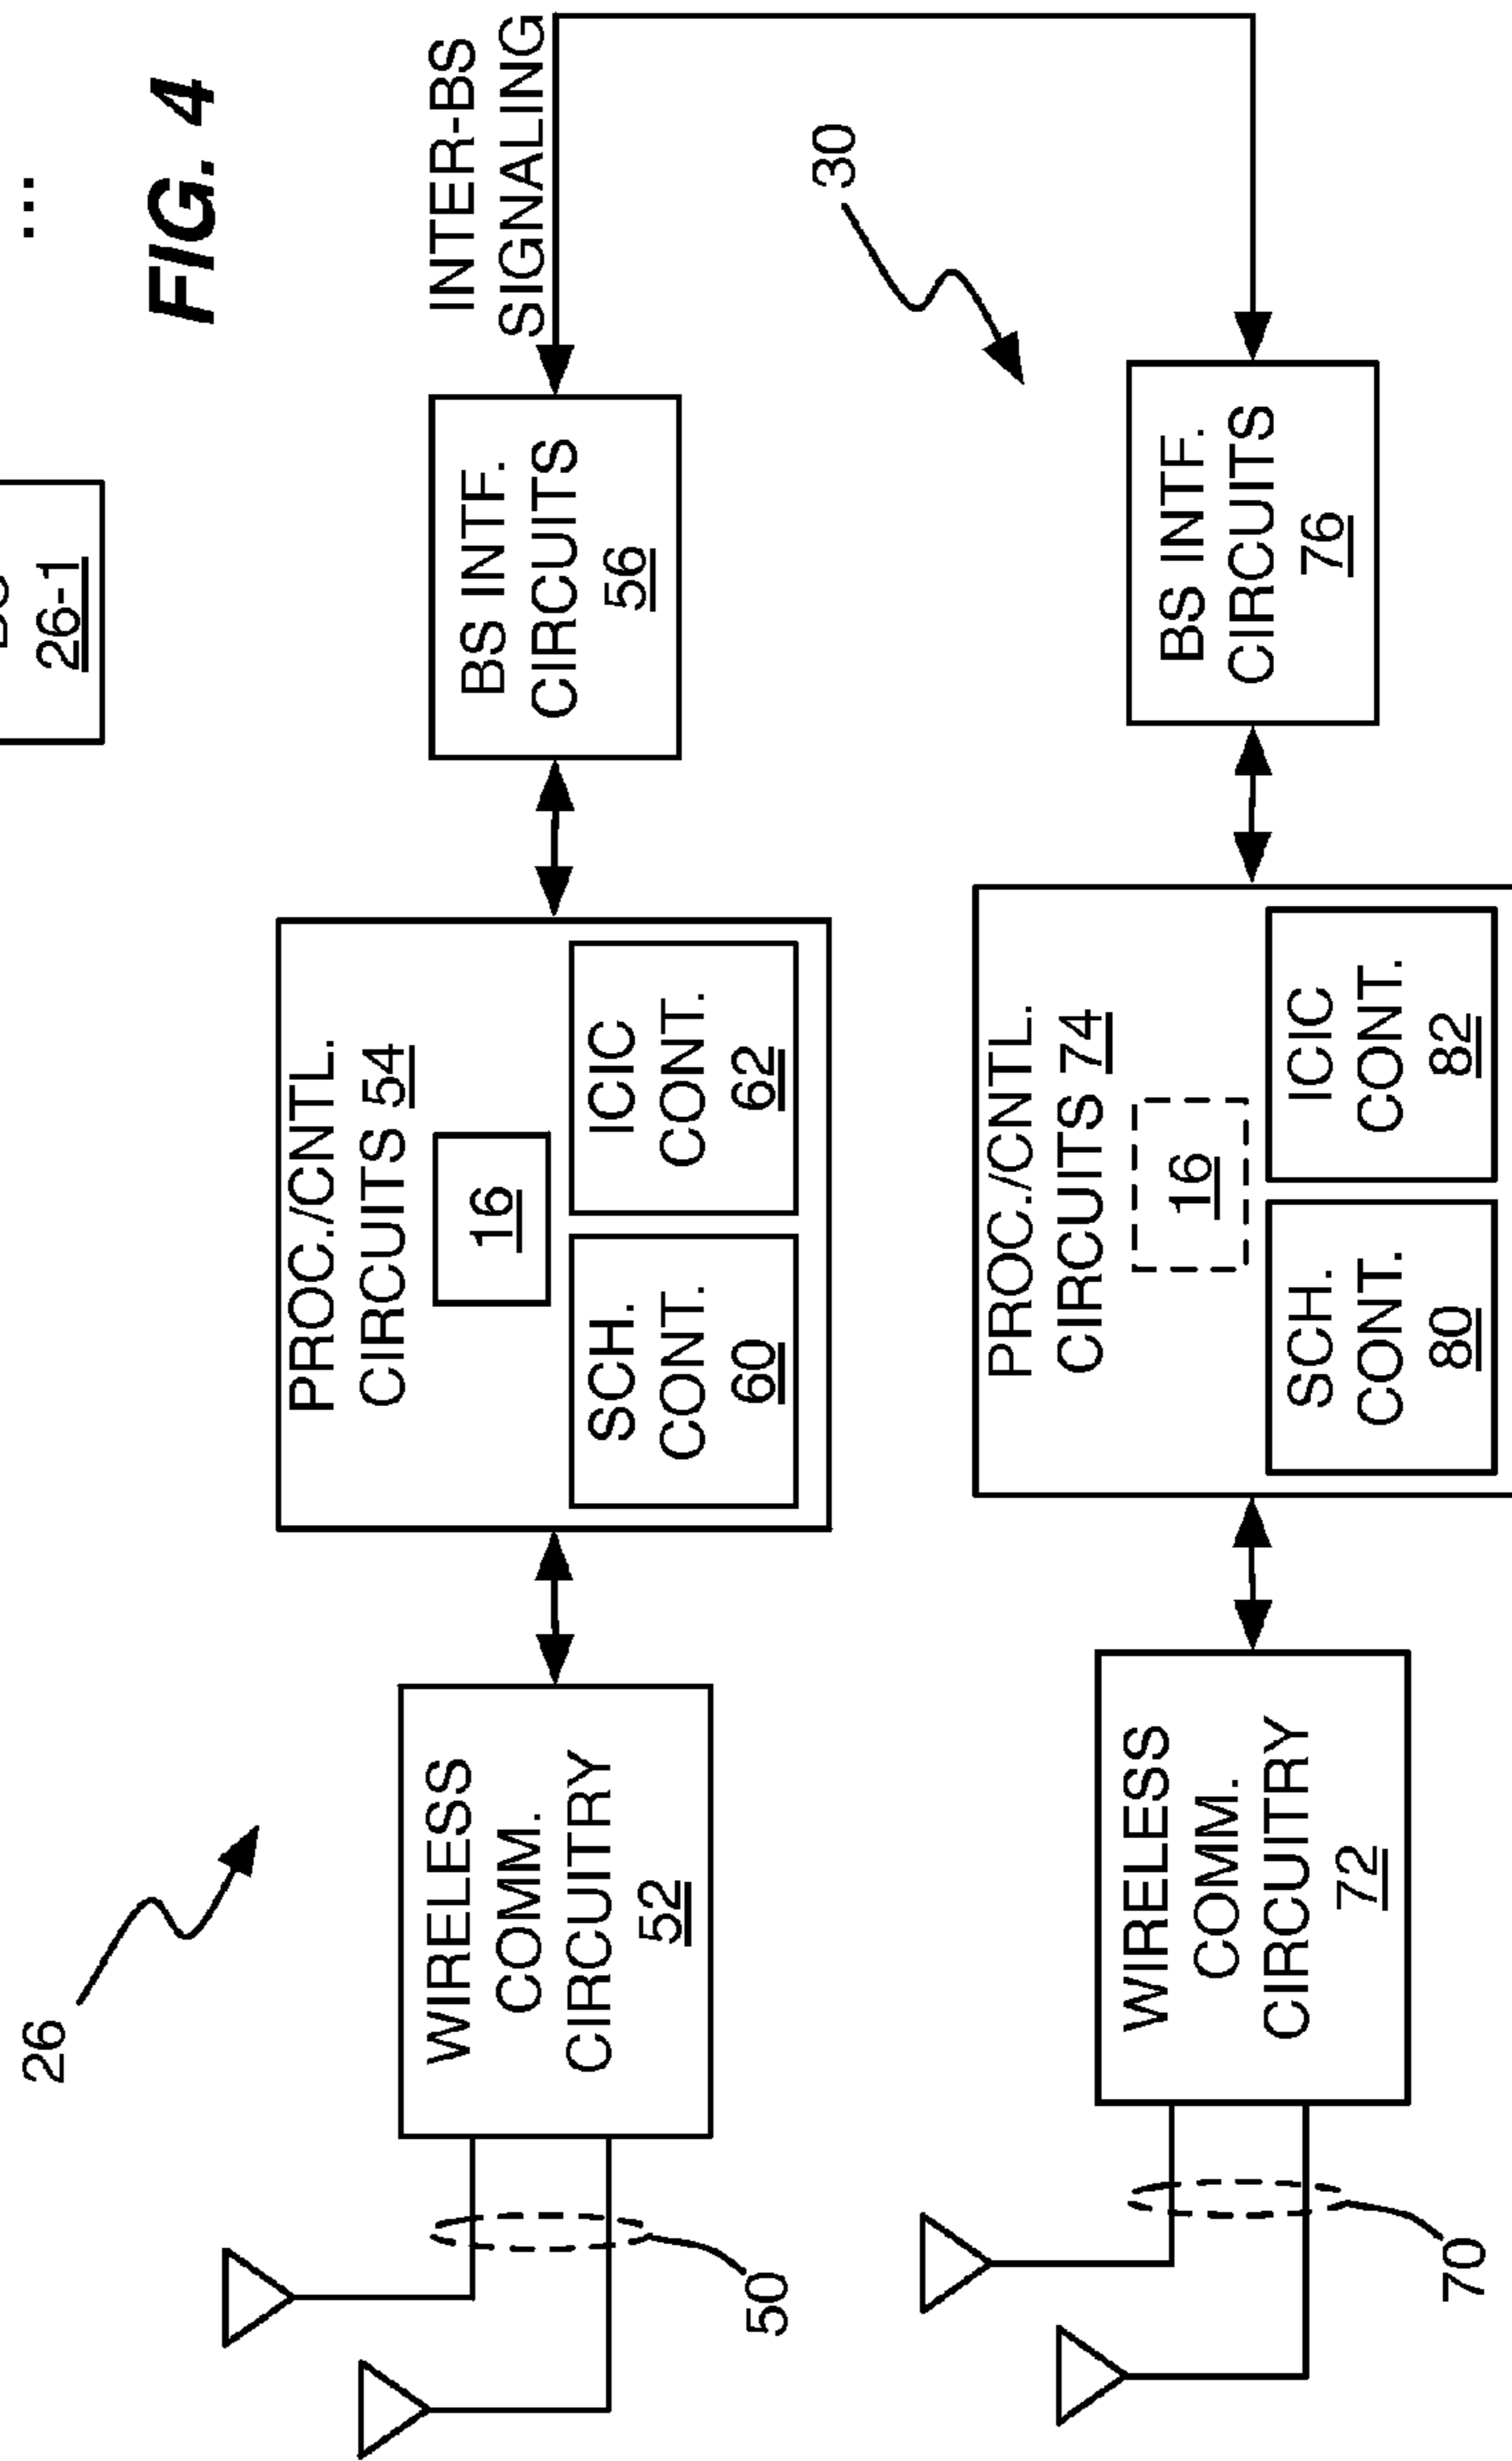 26-1
...
FIG. 4
26
INTER-BS
SIGNALING
WIRELESS
COMM.
CIRCUITRY
52
PROC./CNTL.
CIRCUITS 54
16
SCH.
CONT.
60
ICIC
CONT.
62
BS INTF.
CIRCUITS
56
50
30
WIRELESS
COMM.
CIRCUITRY
72
PROC./CNTL.
CIRCUITS 74
16
SCH.
CONT.
80
ICIC
CONT.
82
BS INTF.
CIRCUITS
76
70